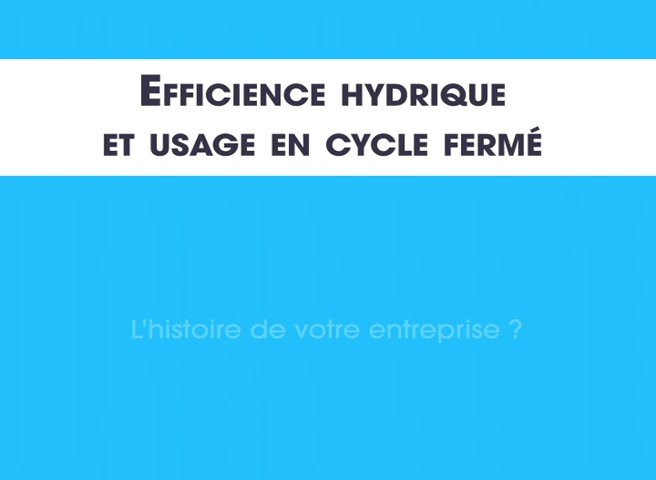 Efficience hydrique
et usage en cycle fermé
L'histoire de votre entreprise ?